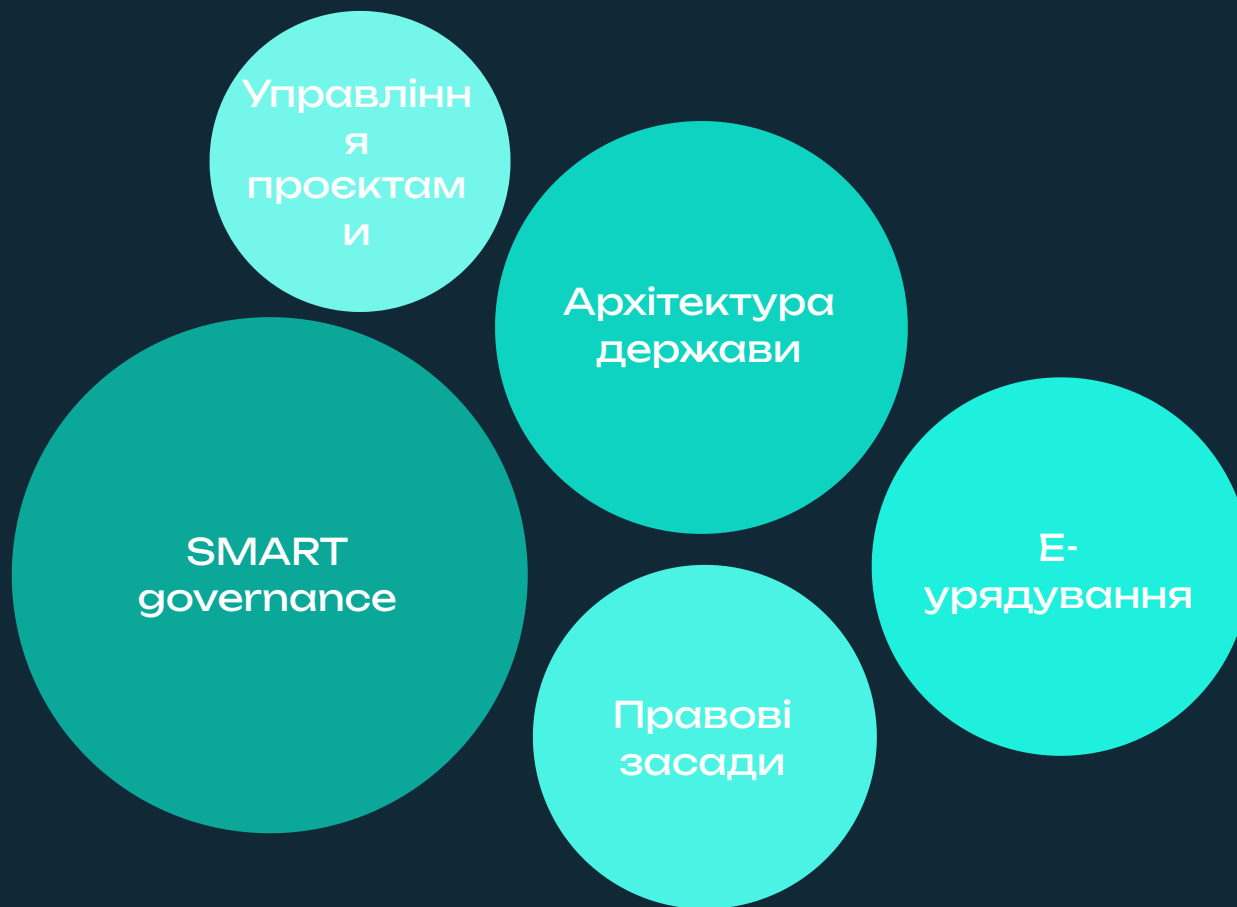 Управлінн
я
проєктам
и
Архітектура
держави
SMART
governance
Е-
урядування
Правові
засади